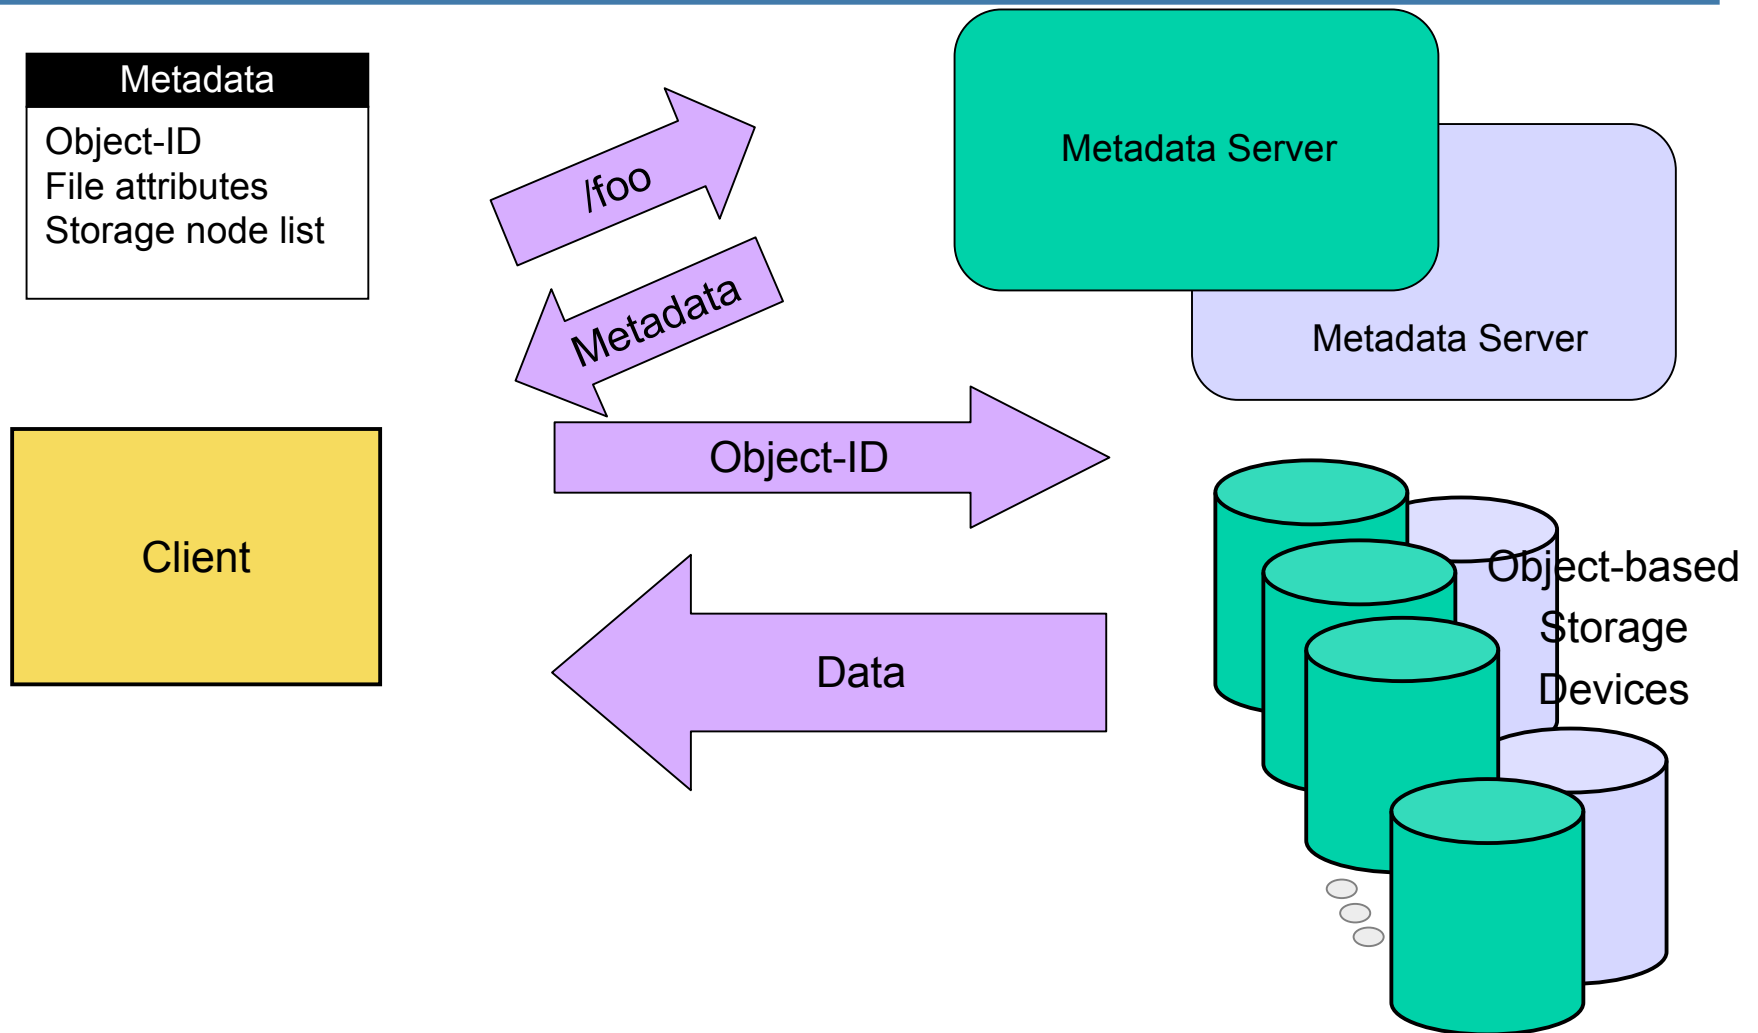 Metadata
Object-ID
File attributes
Storage node list
/foo
Metadata
Metadata Server
Metadata Server
Client
Object-ID
Data
Object-based
Storage
Devices